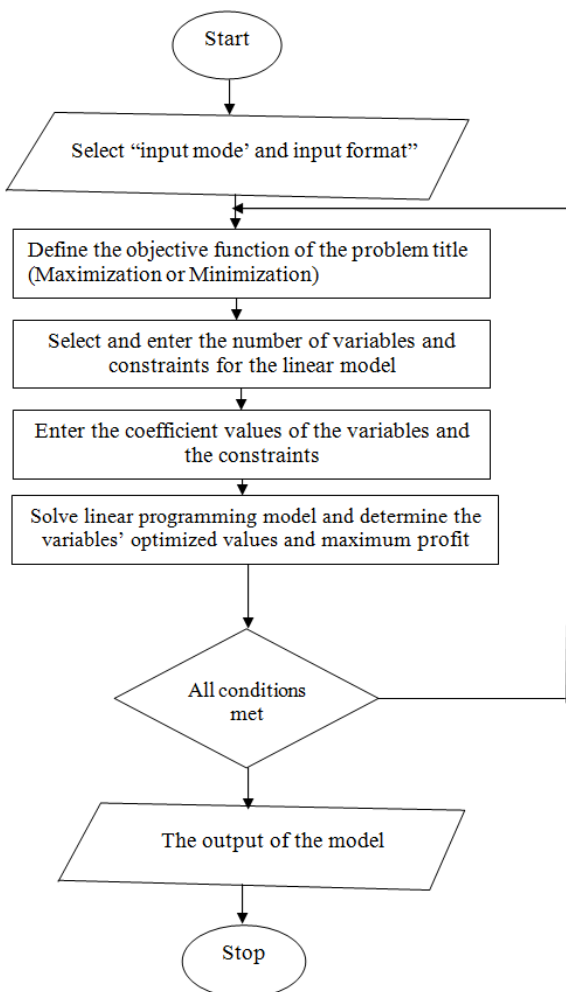 Start
Select “input mode’ and input format”
Define the objective function of the problem title
(Maximization or Minimization)
Select and enter the number of variables and
constraints for the linear model
Enter the coefficient values of the variables and
the constraints
Solve linear programming model and determine the
variables’ optimized values and maximum profit
All conditions
met
The output of the model
Stop